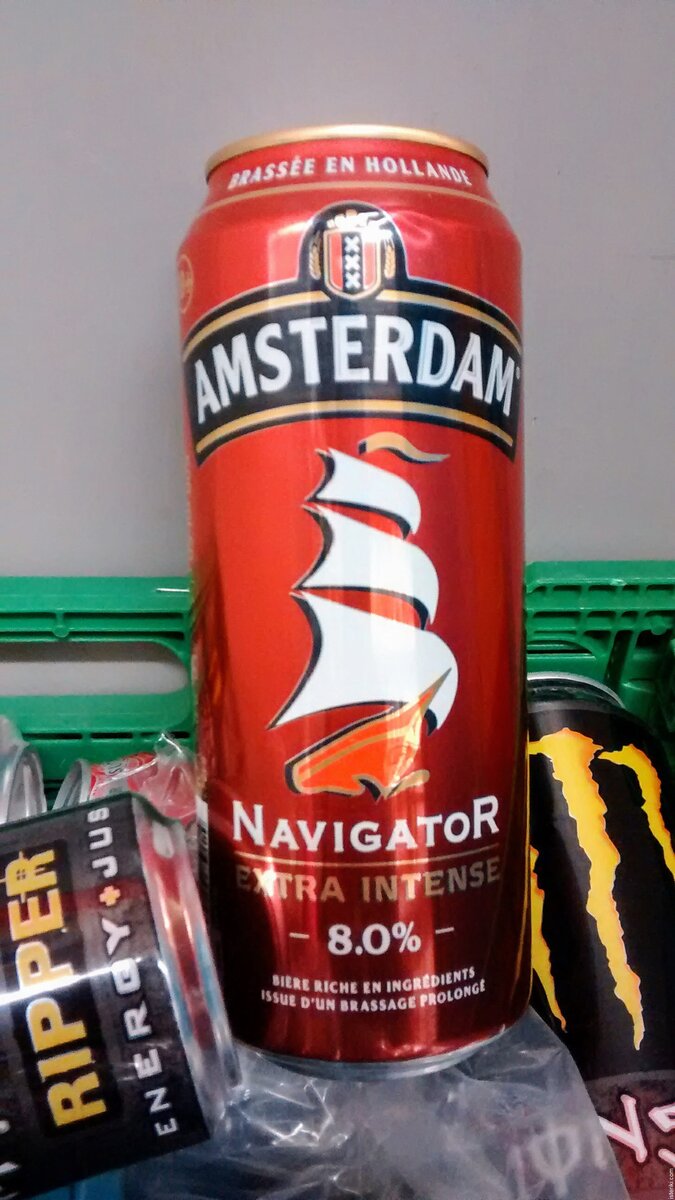 BRASSÉE EN HOLLANDE
XXX
AMSTERDAM
NAVIGATOR
EXTRA INTENSE
8.0%
BIÈRE RICHE EN INGRÉDIENTS
ISSUE D'UN BRASSAGE PROLONGÉ
RIPPER
ENERGY+JUS